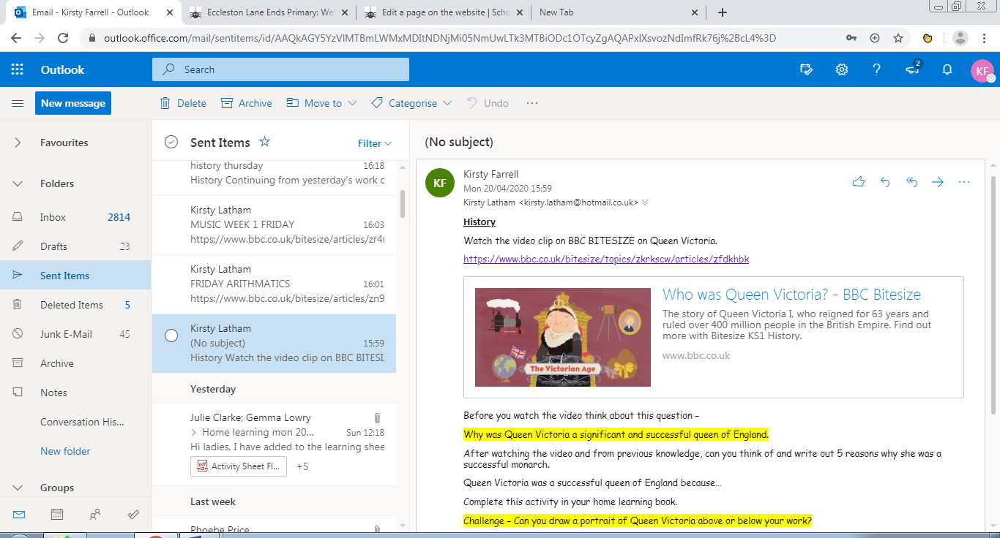 Email - Kirsty Farrell - Outlook
Eccleston Lane Ends Primary: Wel
Edit a page on the website | Scho
New Tab
outlook.office.com/mail/sentitems/id/AAQkAGY5YzVlMTBmLWMxMDItNDNjMi05NmUwLTk3MTBiODc1OTcyZgAQAPxlXsvozNdImfRk76j%2BcL4%3D
Outlook
Search
2
KF
New message
Delete
Archive
Move to
Categorise
Undo
Favourites
Folders
Inbox 2814
Drafts 23
Sent Items
Deleted Items 5
Junk E-Mail 45
Archive
Notes
Conversation His...
New folder
Groups
Sent Items
Filter
history thursday 16:18
History Continuing from yesterday's work c
Kirsty Latham
MUSIC WEEK 1 FRIDAY 16:03
https://www.bbc.co.uk/bitesize/articles/zr4r
Kirsty Latham
FRIDAY ARITHMATICS 16:01
https://www.bbc.co.uk/bitesize/articles/zn9
Kirsty Latham
(No subject) 15:59
History Watch the video clip on BBC BITESI
Yesterday
Julie Clarke; Gemma Lowry
Home learning mon 20... Sun 12:18
Hi ladies, I have added to the learning shee
pdf
Activity Sheet Fl... +5
Last week
Phoebe Price
(No subject)
KF
Kirsty Farrell
Mon 20/04/2020 15:59
Kirsty Latham <kirsty.latham@hotmail.co.uk>
History
Watch the video clip on BBC BITESIZE on Queen Victoria.
https://www.bbc.co.uk/bitesize/topics/zkrkscw/articles/zfdkhbk
The Victorian Age
Who was Queen Victoria? - BBC Bitesize
The story of Queen Victoria I, who reigned for 63 years and
ruled over 400 million people in the British Empire. Find out
more with Bitesize KS1 History.
www.bbc.co.uk
Before you watch the video think about this question –
Why was Queen Victoria a significant and successful queen of England.
After watching the video and from previous knowledge, can you think of and write out 5 reasons why she was a
successful monarch.
Queen Victoria was a successful queen of England because...
Complete this activity in your home learning book.
Challenge – Can you draw a portrait of Queen Victoria above or below your work?